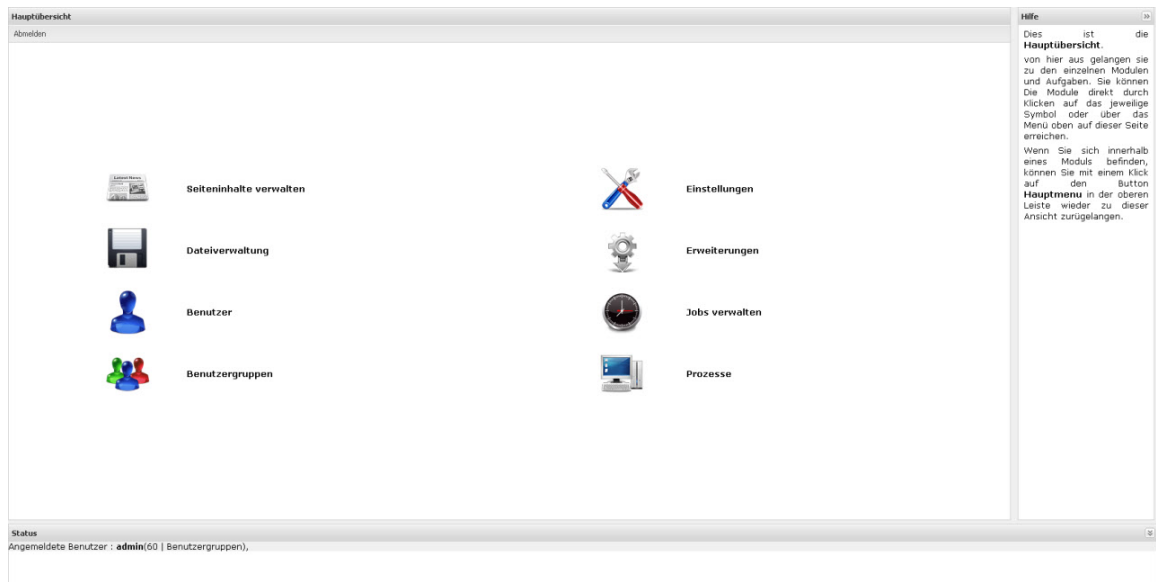 Hauptübersicht
Abmelden
Latest News
Seiteninhalte verwalten
Dateiverwaltung
Benutzer
Benutzergruppen
Einstellungen
Erweiterungen
Jobs verwalten
Prozesse
Hilfe
Dies ist die
Hauptübersicht.
von hier aus gelangen sie
zu den einzelnen Modulen
und Aufgaben. Sie können
Die Module direkt durch
Klicken auf das jeweilige
Symbol oder über das
Menü oben auf dieser Seite
erreichen.
Wenn Sie sich innerhalb
eines Moduls befinden,
können Sie mit einem Klick
auf den Button
Hauptmenu in der oberen
Leiste wieder zu dieser
Ansicht zurügelangen.
Status
Angemeldete Benutzer : admin(60 | Benutzergruppen),